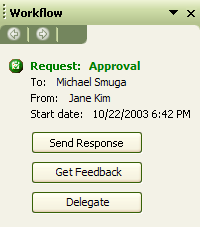 Workflow
Request: Approval
To: Michael Smuga
From: Jane Kim
Start date: 10/22/2003 6:42 PM
Send Response
Get Feedback
Delegate